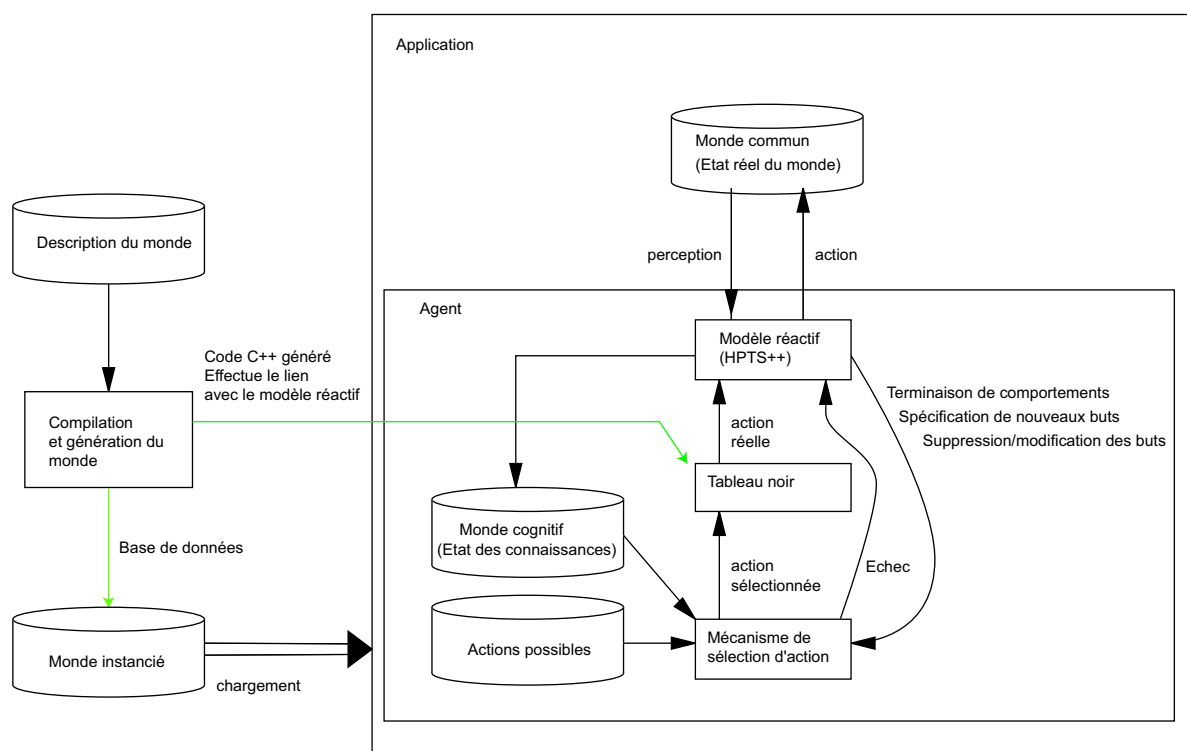 Application
Monde commun
(Etat réel du monde)
Description du monde
perception
action
Agent
Modèle réactif
(HPTS++)
Code C++ généré
Effectue le lien
avec le modèle réactif
Terminaison de comportements
Spécification de nouveaux buts
Suppression/modification des buts
Compilation
et génération du
monde
action
réelle
Tableau noir
Monde cognitif
(Etat des connaissances)
Base de données
action
sélectionnée
Echec
Monde instancié
chargement
Actions possibles
Mécanisme de
sélection d'action